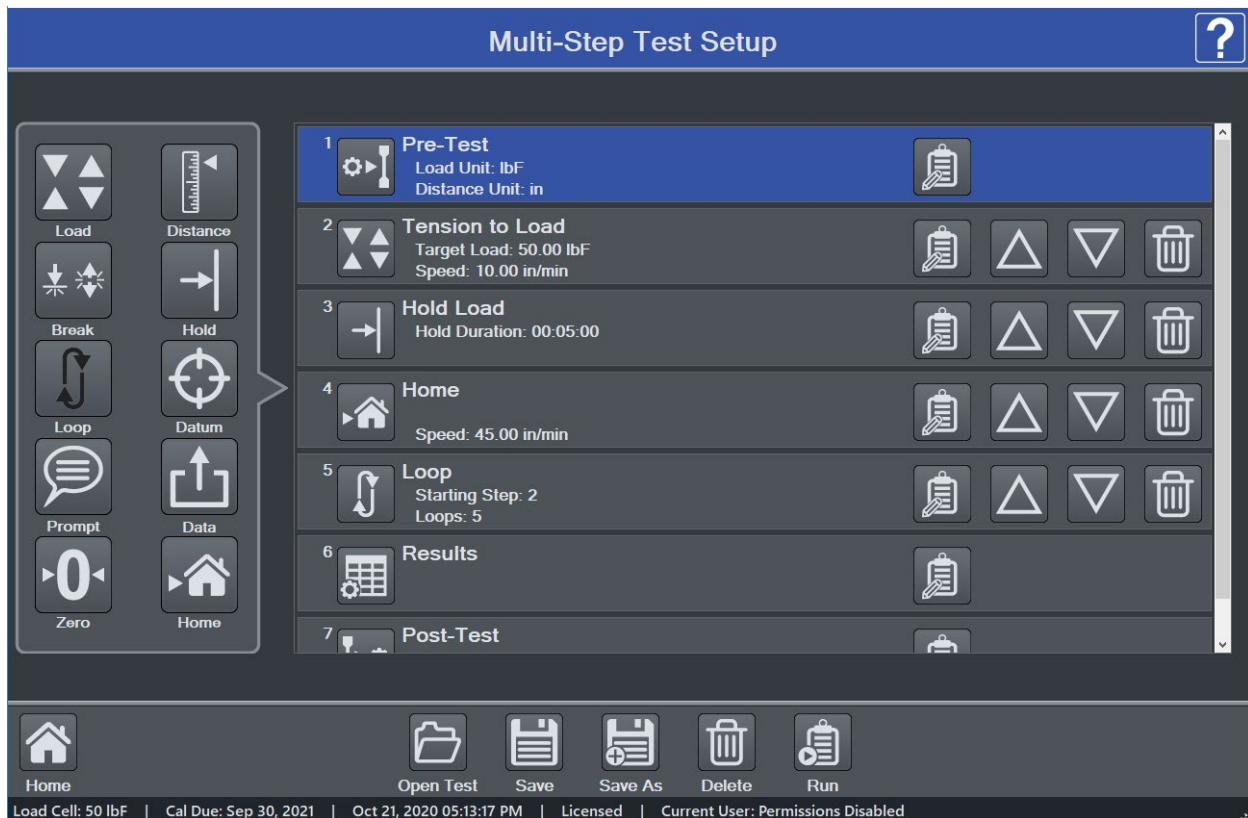 Multi-Step Test Setup
?
Load
Distance
Break
Hold
Loop
Datum
Prompt
Data
0
Zero
Home
1
Pre-Test
Load Unit: lbF
Distance Unit: in
2
Tension to Load
Target Load: 50.00 lbF
Speed: 10.00 in/min
3
Hold Load
Hold Duration: 00:05:00
4
Home
Speed: 45.00 in/min
5
Loop
Starting Step: 2
Loops: 5
6
Results
7
Post-Test
Home
Open Test
Save
Save As
Delete
Run
Load Cell: 50 lbF | Cal Due: Sep 30, 2021 | Oct 21, 2020 05:13:17 PM | Licensed | Current User: Permissions Disabled